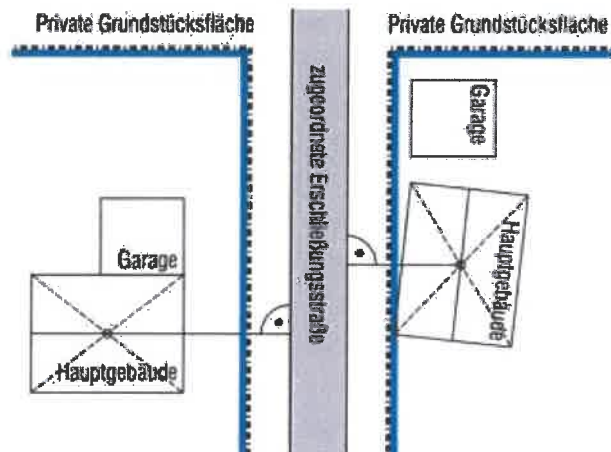 Private Grundstücksfläche
Private Grundstücksfläche
zugeordnete Erschließungsstraße
Garage
Garage
Hauptgebäude
Hauptgebäude